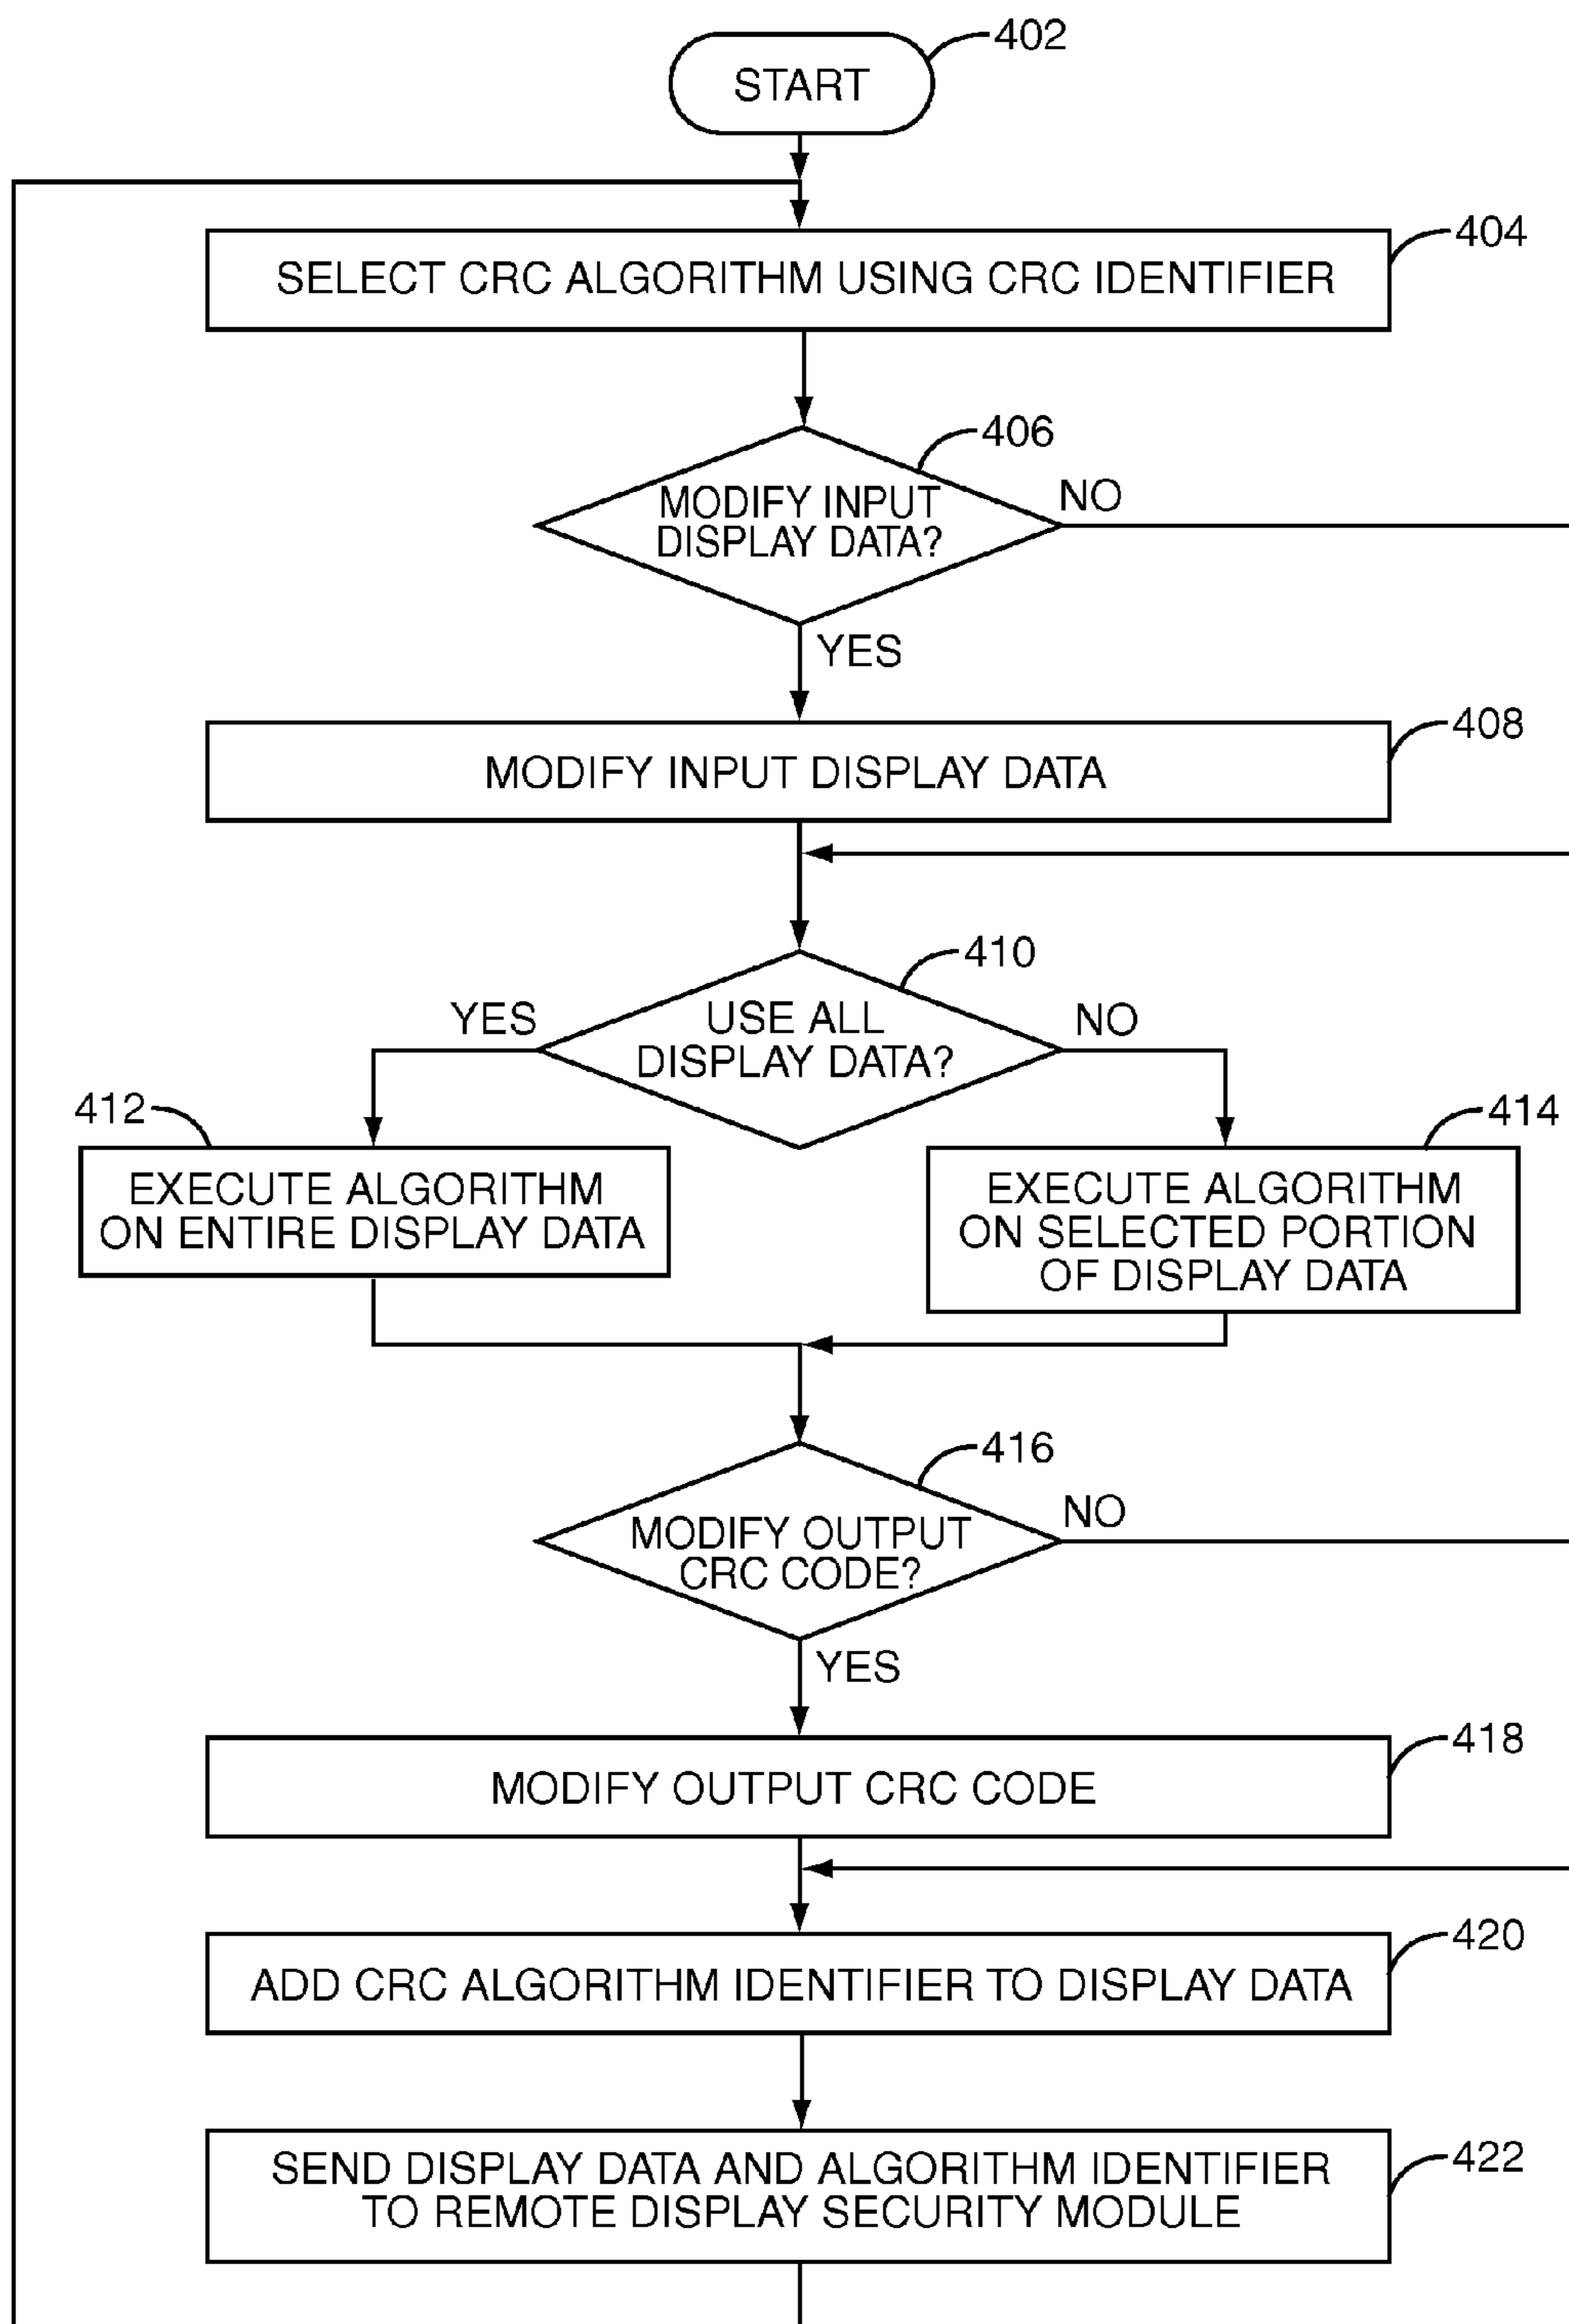 START
402
SELECT CRC ALGORITHM USING CRC IDENTIFIER
404
MODIFY INPUT
DISPLAY DATA?
406
NO
YES
MODIFY INPUT DISPLAY DATA
408
USE ALL
DISPLAY DATA?
410
YES
NO
412
EXECUTE ALGORITHM
ON ENTIRE DISPLAY DATA
414
EXECUTE ALGORITHM
ON SELECTED PORTION
OF DISPLAY DATA
MODIFY OUTPUT
CRC CODE?
416
NO
YES
MODIFY OUTPUT CRC CODE
418
ADD CRC ALGORITHM IDENTIFIER TO DISPLAY DATA
420
SEND DISPLAY DATA AND ALGORITHM IDENTIFIER
TO REMOTE DISPLAY SECURITY MODULE
422